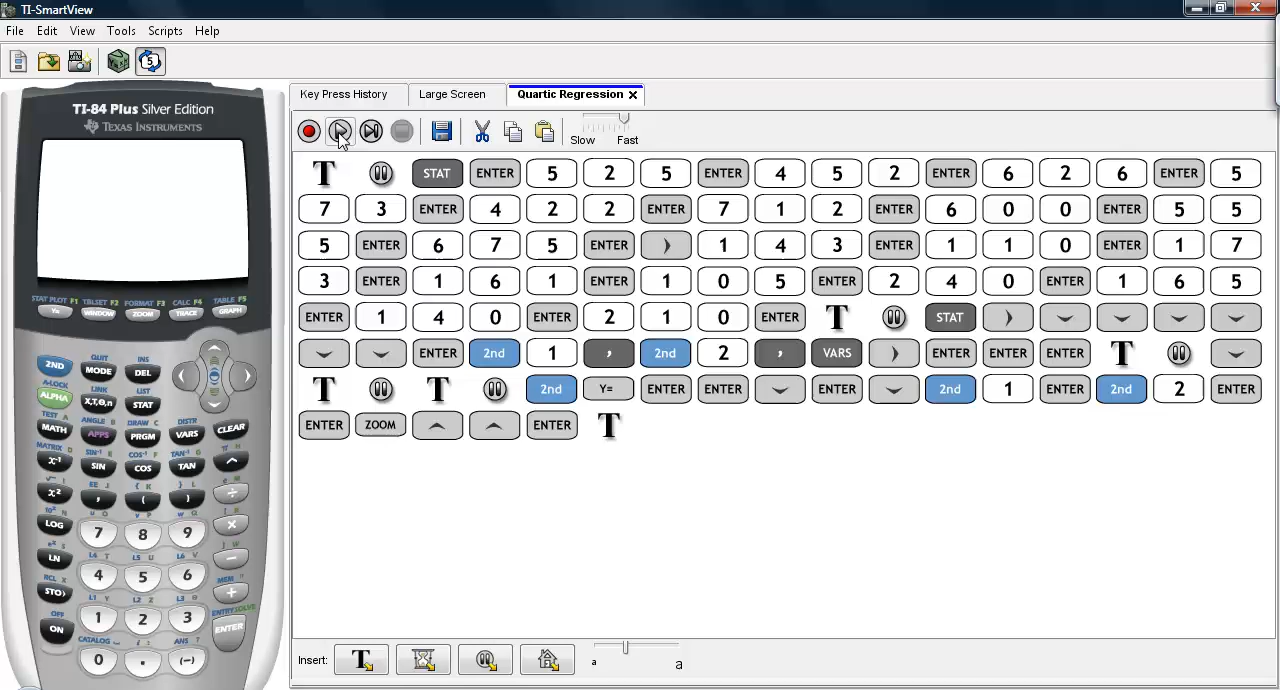 TI-SmartView
File Edit View Tools Scripts Help
5
Key Press History Large Screen Quartic Regression
Slow Fast
TI-84 Plus Silver Edition
TEXAS INSTRUMENTS
T STAT ENTER 5 2 5 ENTER 4 5 2 ENTER 6 2 6 ENTER 5
7 3 ENTER 4 2 2 ENTER 7 1 2 ENTER 6 0 0 ENTER 5 5
5 ENTER 6 7 5 ENTER ) 1 4 3 ENTER 1 1 0 ENTER 1 7
3 ENTER 1 6 1 ENTER 1 0 5 ENTER 2 4 0 ENTER 1 6 5
ENTER 1 4 0 ENTER 2 1 0 ENTER T STAT )
ENTER 2nd 1 , 2nd 2 , VARS ) ENTER ENTER ENTER T
T T 2nd Y= ENTER ENTER ENTER 2nd 1 ENTER 2nd 2 ENTER
ENTER ZOOM ENTER T
STAT PLOT F1 TBLSET F2 FORMAT F3 CALC F4 TABLE F5
Y= WINDOW ZOOM TRACE GRAPH
QUIT INS
2ND MODE DEL
A-LOCK LINK LIST
ALPHA X,T,Θ,n STAT
TEST A ANGLE B DRAW C DISTR
MATH APPS PRGM VARS CLEAR
MATRIX D SIN⁻¹ E COS⁻¹ F TAN⁻¹ G π H
x⁻¹ SIN COS TAN ^
√ I EE J { K } L e M
x² , ( ) ÷
10ˣ N u O v P w Q [ R
LOG 7 8 9 ×
eˣ S L4 T L5 U L6 V ] W
LN 4 5 6 −
RCL X L1 Y L2 Z L3 θ MEM "
STO› 1 2 3 +
OFF CATALOG i : ANS ? ENTRY SOLVE
ON 0 . (−) ENTER
Insert: T a a